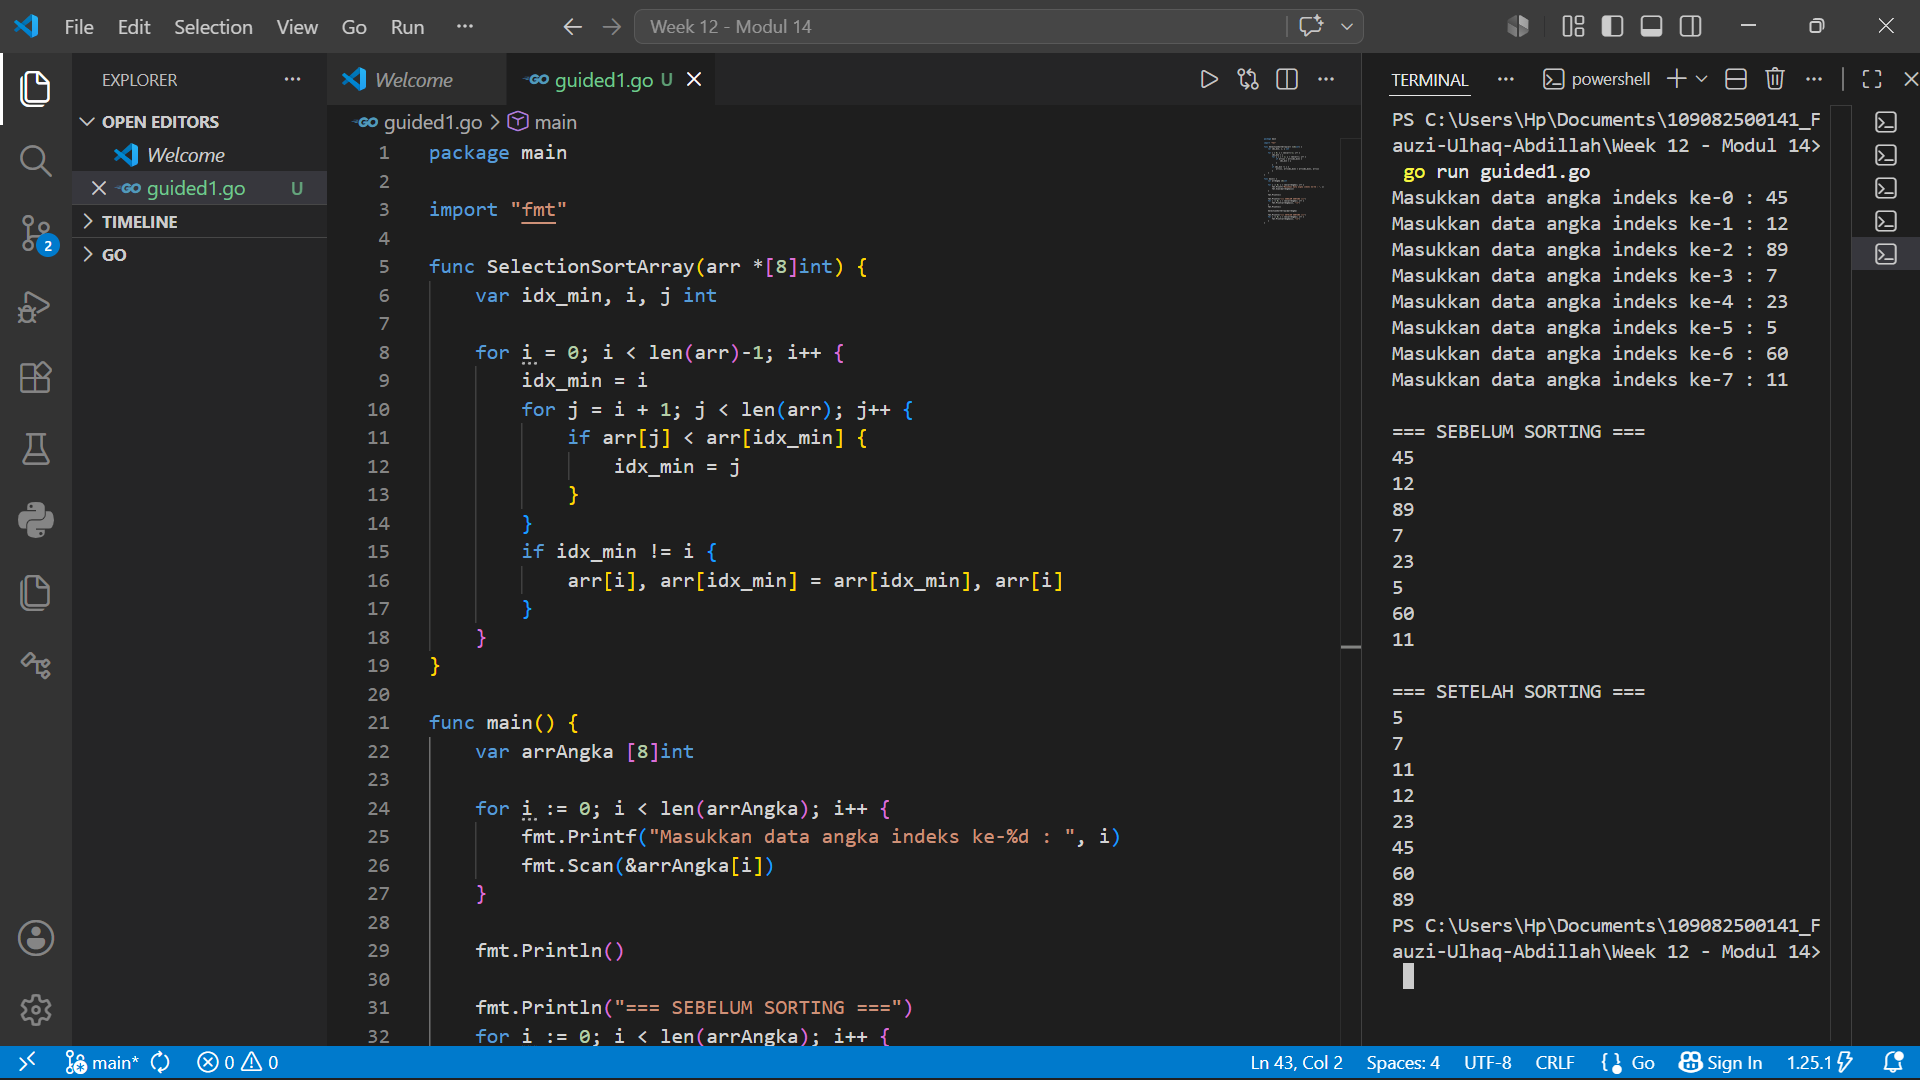 File Edit Selection View Go Run ··· Week 12 - Modul 14
EXPLORER ···
OPEN EDITORS
Welcome
guided1.go U
TIMELINE
GO
2
Welcome guided1.go U
guided1.go > main
1 package main
2
3 import "fmt"
4
5 func SelectionSortArray(arr *[8]int) {
6 var idx_min, i, j int
7
8 for i = 0; i < len(arr)-1; i++ {
9 idx_min = i
10 for j = i + 1; j < len(arr); j++ {
11 if arr[j] < arr[idx_min] {
12 idx_min = j
13 }
14 }
15 if idx_min != i {
16 arr[i], arr[idx_min] = arr[idx_min], arr[i]
17 }
18 }
19 }
20
21 func main() {
22 var arrAngka [8]int
23
24 for i := 0; i < len(arrAngka); i++ {
25 fmt.Printf("Masukkan data angka indeks ke-%d : ", i)
26 fmt.Scan(&arrAngka[i])
27 }
28
29 fmt.Println()
30
31 fmt.Println("=== SEBELUM SORTING ===")
32 for i := 0; i < len(arrAngka); i++ {
TERMINAL ··· powershell
PS C:\Users\Hp\Documents\109082500141_F
auzi-Ulhaq-Abdillah\Week 12 - Modul 14>
go run guided1.go
Masukkan data angka indeks ke-0 : 45
Masukkan data angka indeks ke-1 : 12
Masukkan data angka indeks ke-2 : 89
Masukkan data angka indeks ke-3 : 7
Masukkan data angka indeks ke-4 : 23
Masukkan data angka indeks ke-5 : 5
Masukkan data angka indeks ke-6 : 60
Masukkan data angka indeks ke-7 : 11
=== SEBELUM SORTING ===
45
12
89
7
23
5
60
11
=== SETELAH SORTING ===
5
7
11
12
23
45
60
89
PS C:\Users\Hp\Documents\109082500141_F
auzi-Ulhaq-Abdillah\Week 12 - Modul 14>
main* 0 0 Ln 43, Col 2 Spaces: 4 UTF-8 CRLF {} Go Sign In 1.25.1